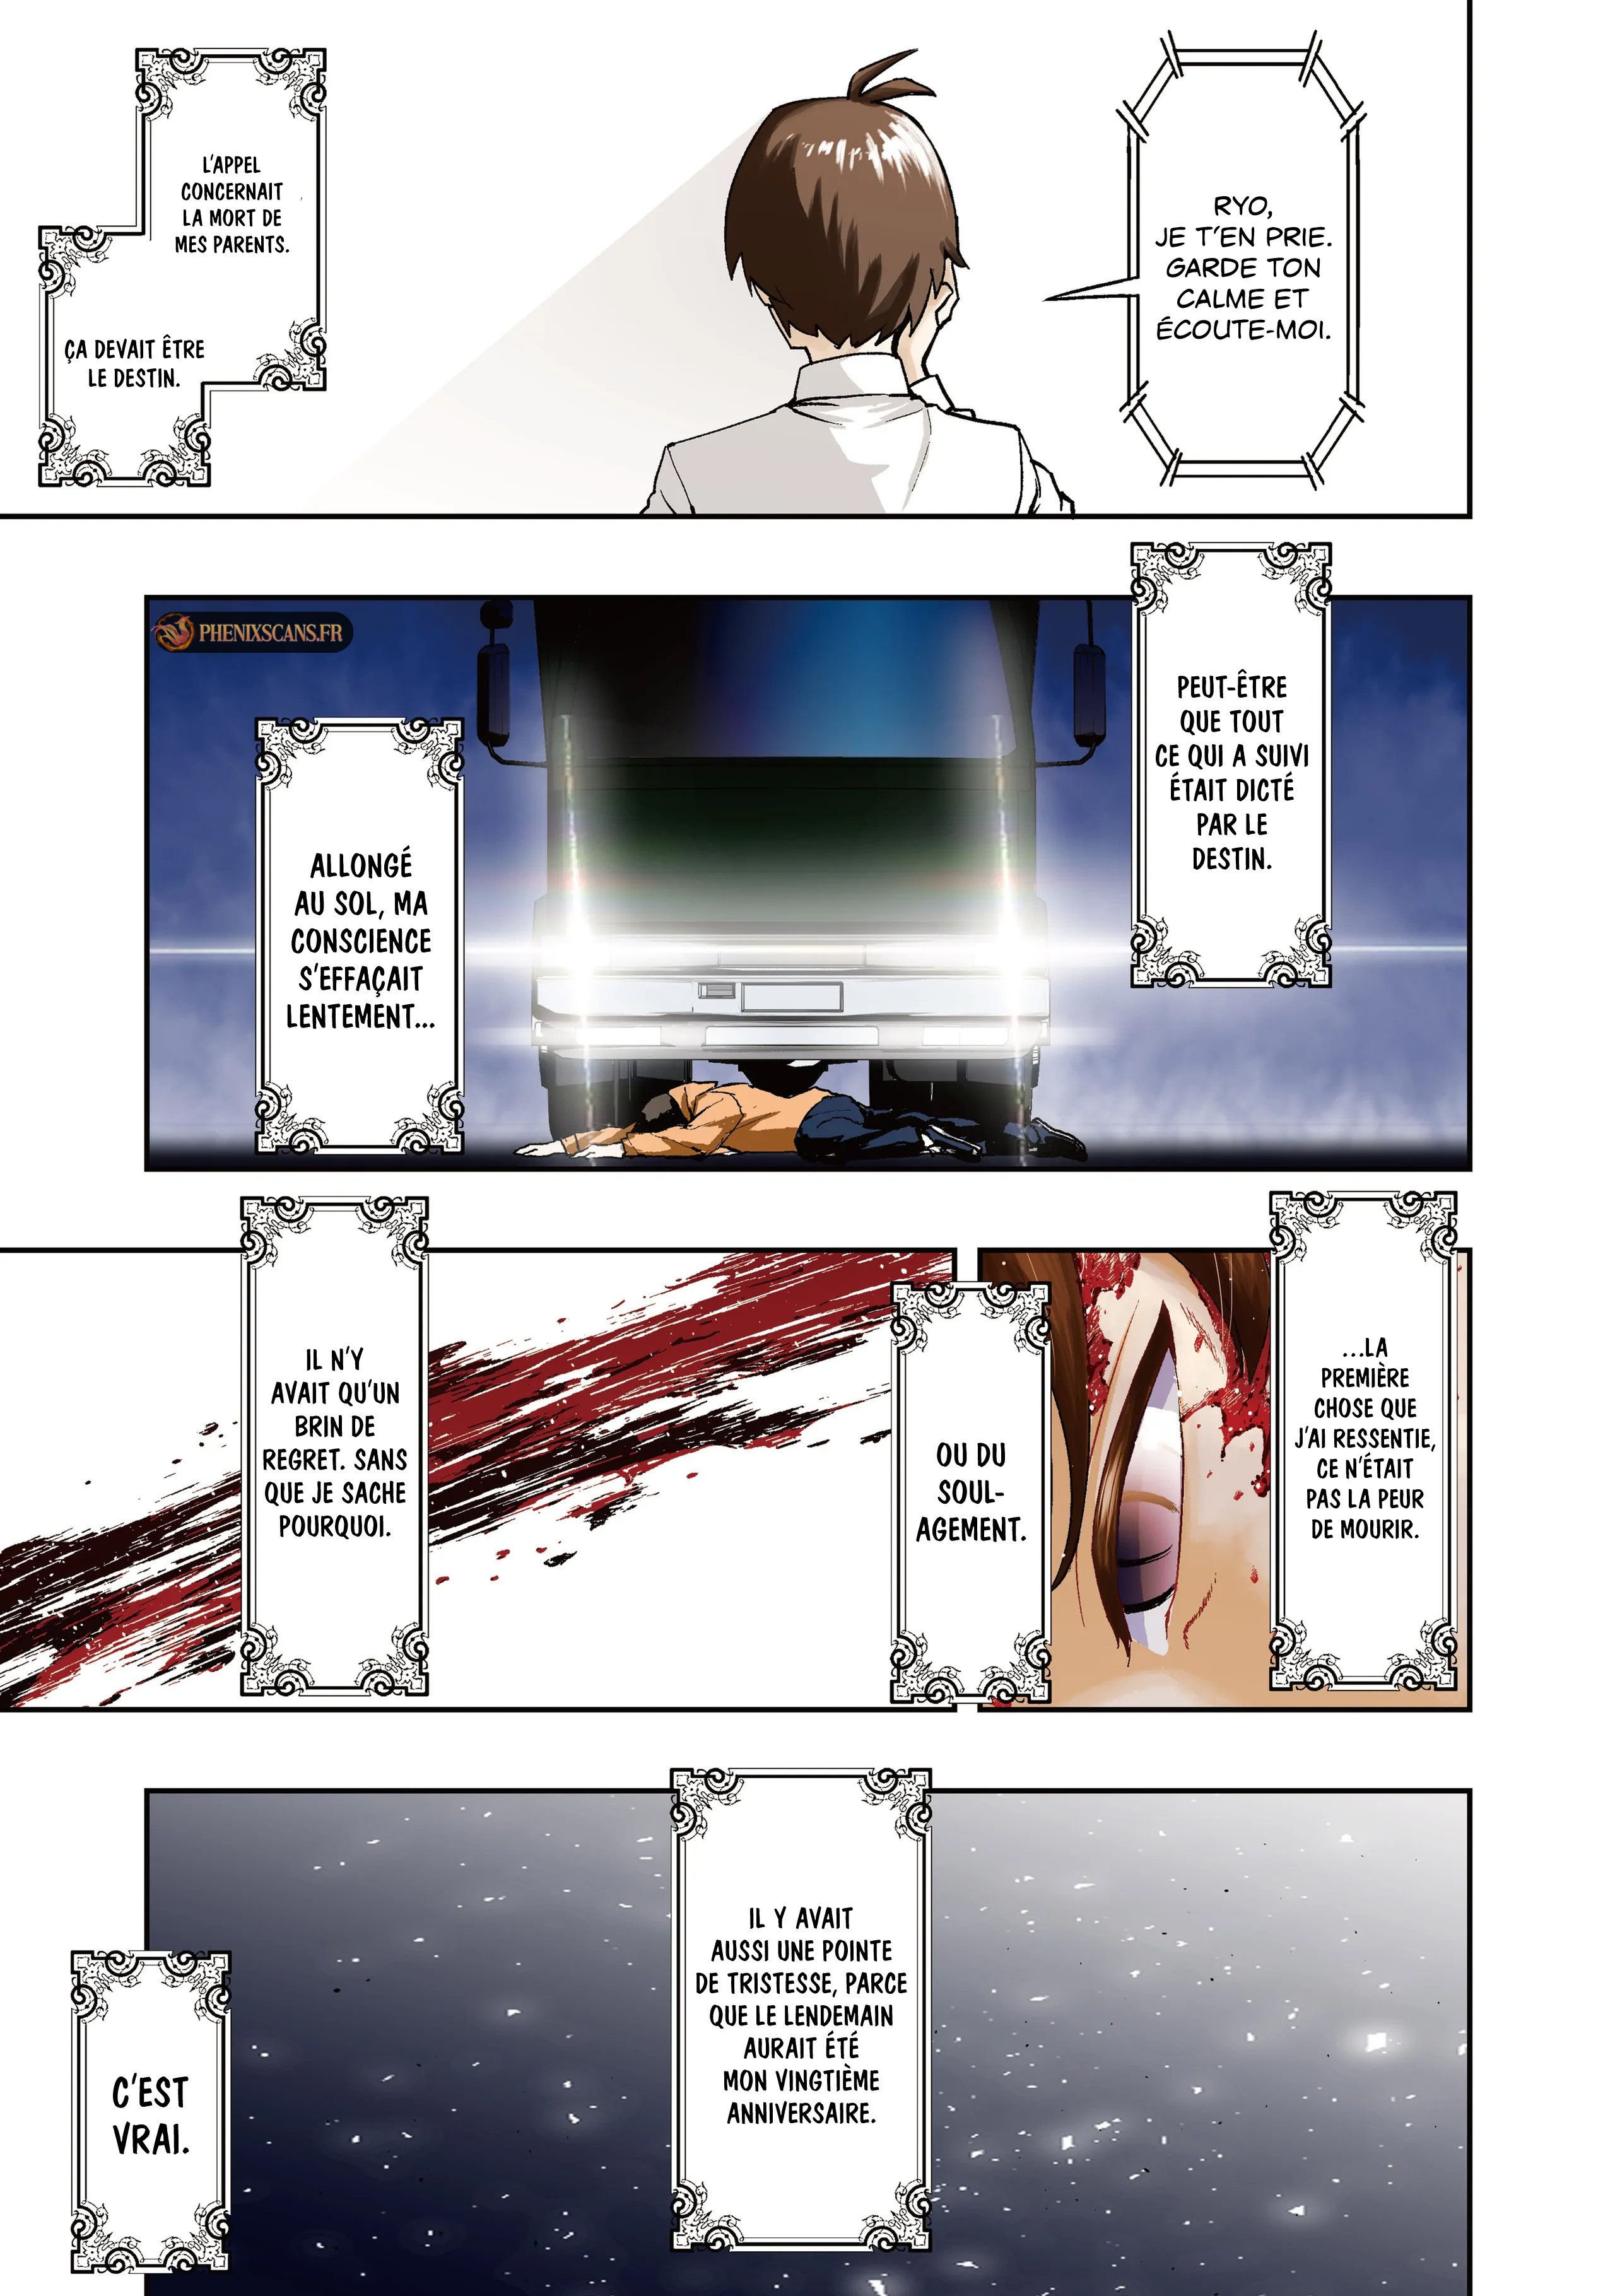 RYO,
JE T'EN PRIE.
GARDE TON
CALME ET
ÉCOUTE-MOI.
L'APPEL
CONCERNAIT
LA MORT DE
MES PARENTS.
ÇA DEVAIT ÊTRE
LE DESTIN.
PEUT-ÊTRE
QUE TOUT
CE QUI A SUIVI
ÉTAIT DICTÉ
PAR LE
DESTIN.
PHENIXSCANS.FR
ALLONGÉ
AU SOL, MA
CONSCIENCE
S'EFFAÇAIT
LENTEMENT...
...LA
PREMIÈRE
CHOSE QUE
J'AI RESSENTIE,
CE N'ÉTAIT
PAS LA PEUR
DE MOURIR.
OU DU
SOUL-
AGEMENT.
IL N'Y
AVAIT QU'UN
BRIN DE
REGRET. SANS
QUE JE SACHE
POURQUOI.
IL Y AVAIT
AUSSI UNE POINTE
DE TRISTESSE, PARCE
QUE LE LENDEMAIN
AURAIT ÉTÉ
MON VINGTIÈME
ANNIVERSAIRE.
C'EST
VRAI.